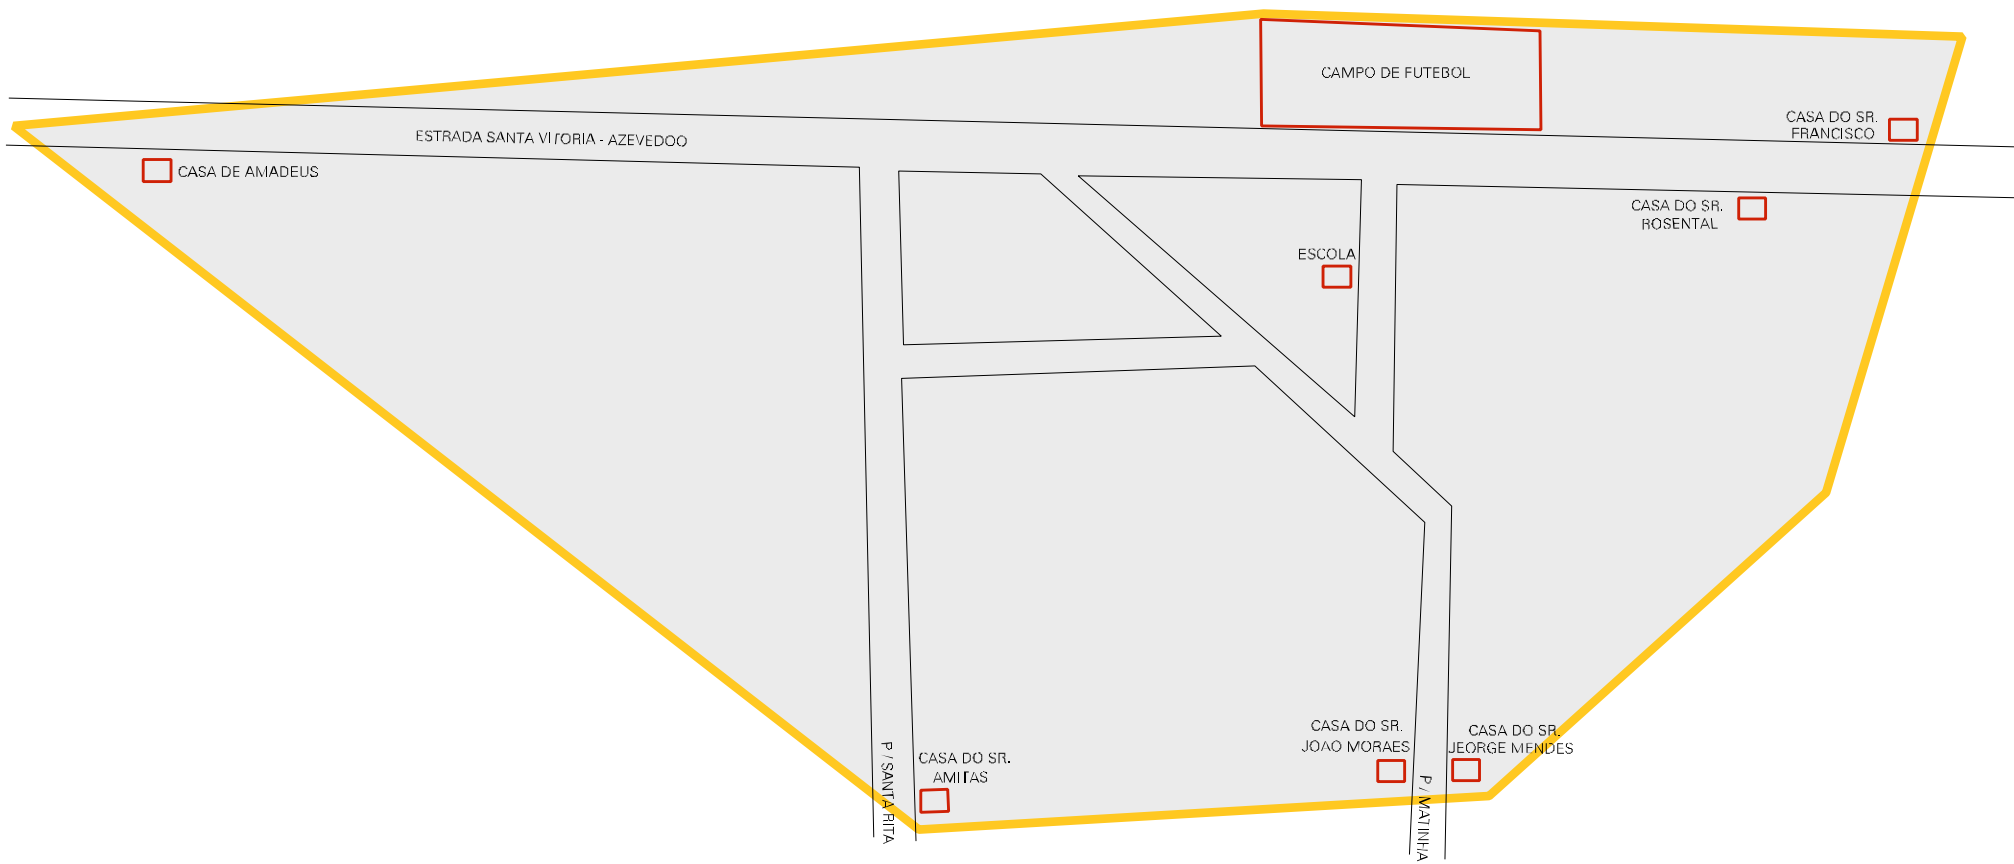 CAMPO DE FUTEBOL
CASA DO SR.
FRANCISCO
ESTRADA SANTA VITORIA - AZEVEDOO
CASA DE AMADEUS
CASA DO SR.
ROSENTAL
ESCOLA
CASA DO SR.
JOAO MORAES
CASA DO SR.
JEORGE MENDES
CASA DO SR.
AMITAS
P / SANTA RITA
P / MATINHA